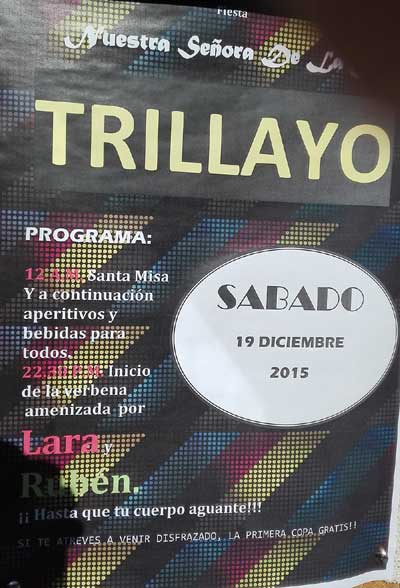 Fiesta
Nuestra Señora De La
TRILLAYO
PROGRAMA:
12 A.M. Santa Misa
Y a continuación
aperitivos y
bebidas para
todos.
22.30 P.M. Inicio
de la verbena
amenizada por
Lara y
Rubén.
¡¡ Hasta que tu cuerpo aguante!!!
SI TE ATREVES A VENIR DISFRAZADO, LA PRIMERA COPA GRATIS!!
SABADO
19 DICIEMBRE
2015